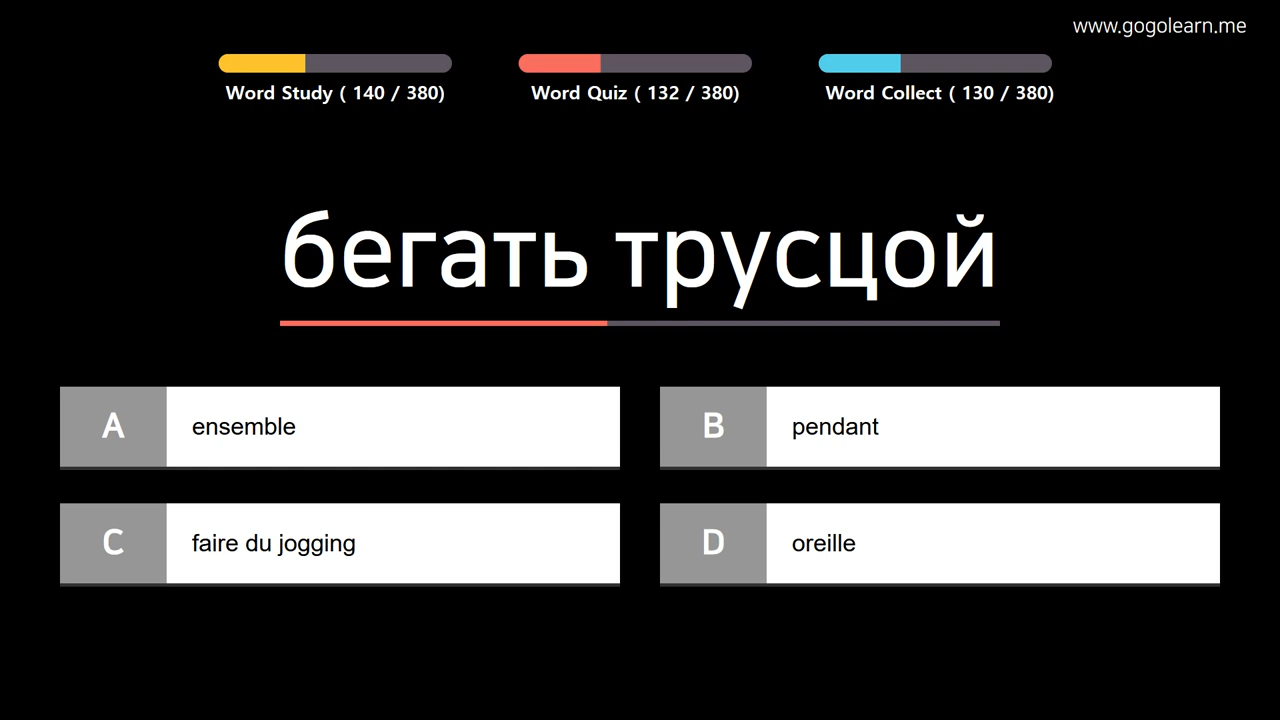 www.gogolearn.me
Word Study ( 140 / 380)
Word Quiz ( 132 / 380)
Word Collect ( 130 / 380)
бегать трусцой
A ensemble
B pendant
C faire du jogging
D oreille